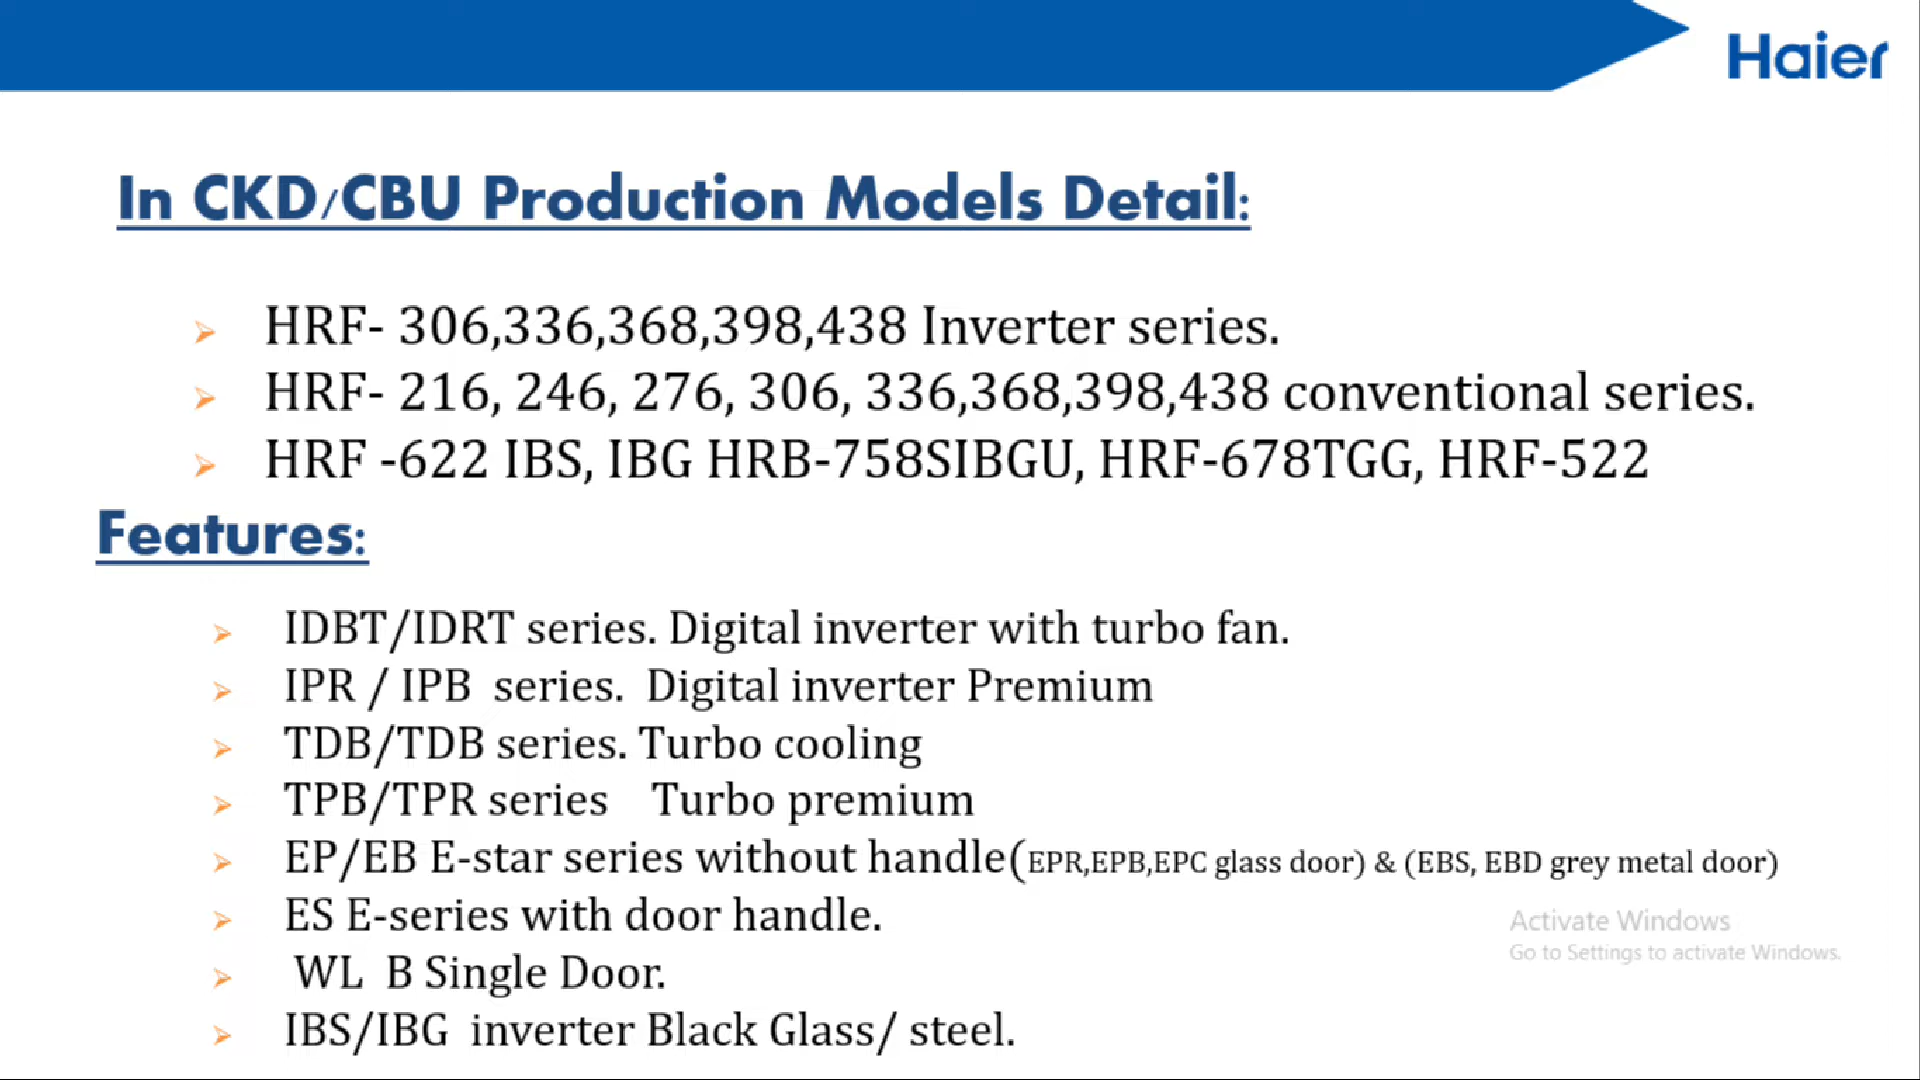 Haier
In CKD/CBU Production Models Detail:
HRF- 306,336,368,398,438 Inverter series.
HRF- 216, 246, 276, 306, 336,368,398,438 conventional series.
HRF -622 IBS, IBG HRB-758SIBGU, HRF-678TGG, HRF-522
Features:
IDBT/IDRT series. Digital inverter with turbo fan.
IPR / IPB series. Digital inverter Premium
TDB/TDB series. Turbo cooling
TPB/TPR series Turbo premium
EP/EB E-star series without handle(EPR,EPB,EPC glass door) & (EBS, EBD grey metal door)
ES E-series with door handle.
WL B Single Door.
IBS/IBG inverter Black Glass/ steel.
Activate Windows
Go to Settings to activate Windows.